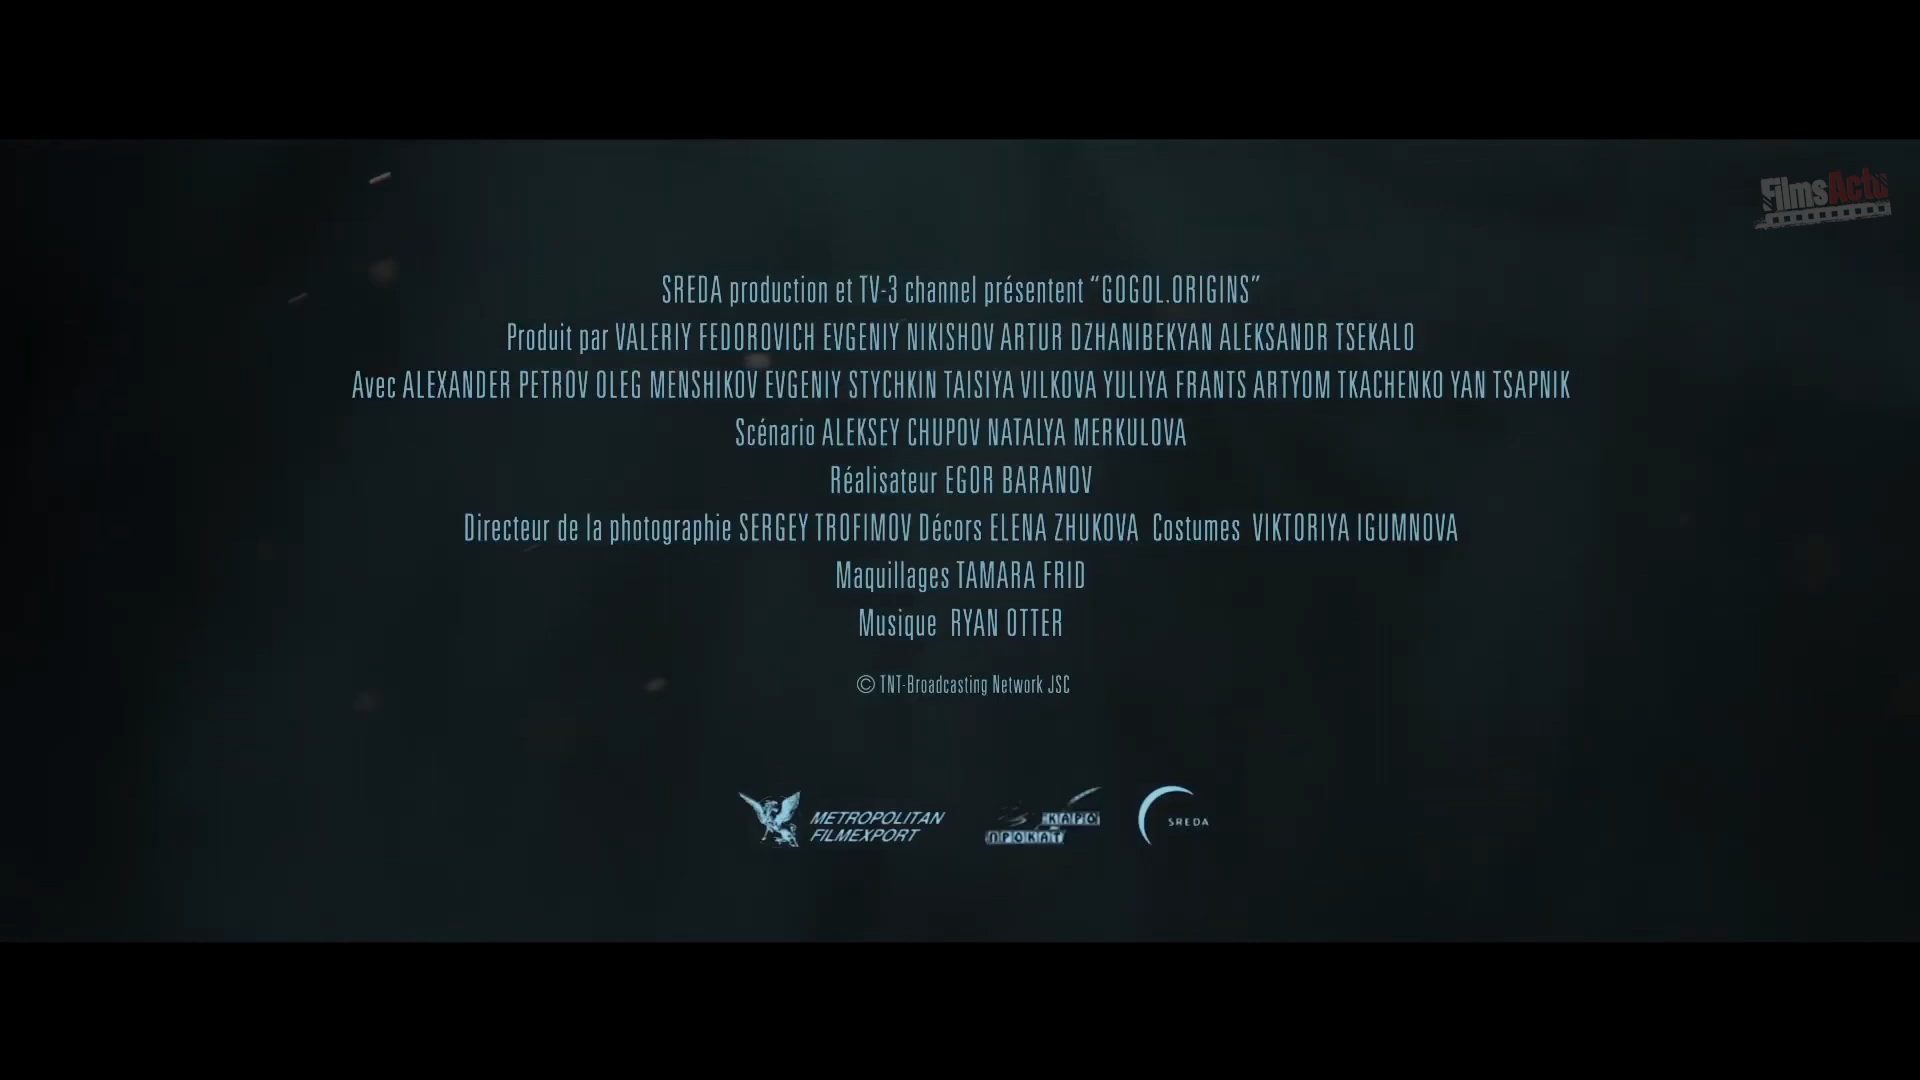 FilmsActu
SREDA production et TV-3 channel présentent “GOGOL.ORIGINS”
Produit par VALERIY FEDOROVICH EVGENIY NIKISHOV ARTUR DZHANIBEKYAN ALEKSANDR TSEKALO
Avec ALEXANDER PETROV OLEG MENSHIKOV EVGENIY STYCHKIN TAISIYA VILKOVA YULIYA FRANTS ARTYOM TKACHENKO YAN TSAPNIK
Scénario ALEKSEY CHUPOV NATALYA MERKULOVA
Réalisateur EGOR BARANOV
Directeur de la photographie SERGEY TROFIMOV Décors ELENA ZHUKOVA Costumes VIKTORIYA IGUMNOVA
Maquillages TAMARA FRID
Musique RYAN OTTER
© TNT-Broadcasting Network JSC
METROPOLITAN
FILMEXPORT
КАРО
ПРОКАТ
SREDA